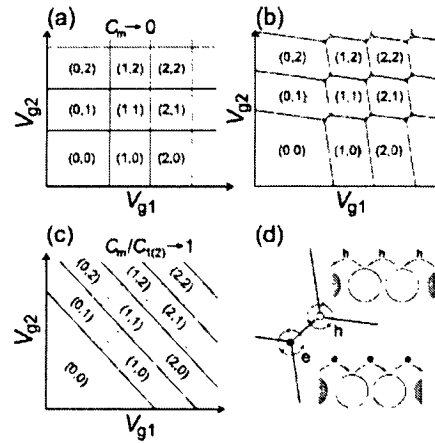 (a) C_m→0
(0,2) (1,2) (2,2)
(0,1) (1 1) (2,1)
(0,0) (1,0) (2,0)
V_g2
V_g1
(b)
(0,2) (1,2) (2,2)
(0,1) (1,1) (2,1)
(0 0) (1,0) (2,0)
V_g2
V_g1
(c) C_m/C_1(2)→1
(0,2) (1,2) (2,2)
(0,1) (1,1) (2,1)
(0,0) (1,0) (2,0)
V_g2
V_g1
(d)
h h h
h
e